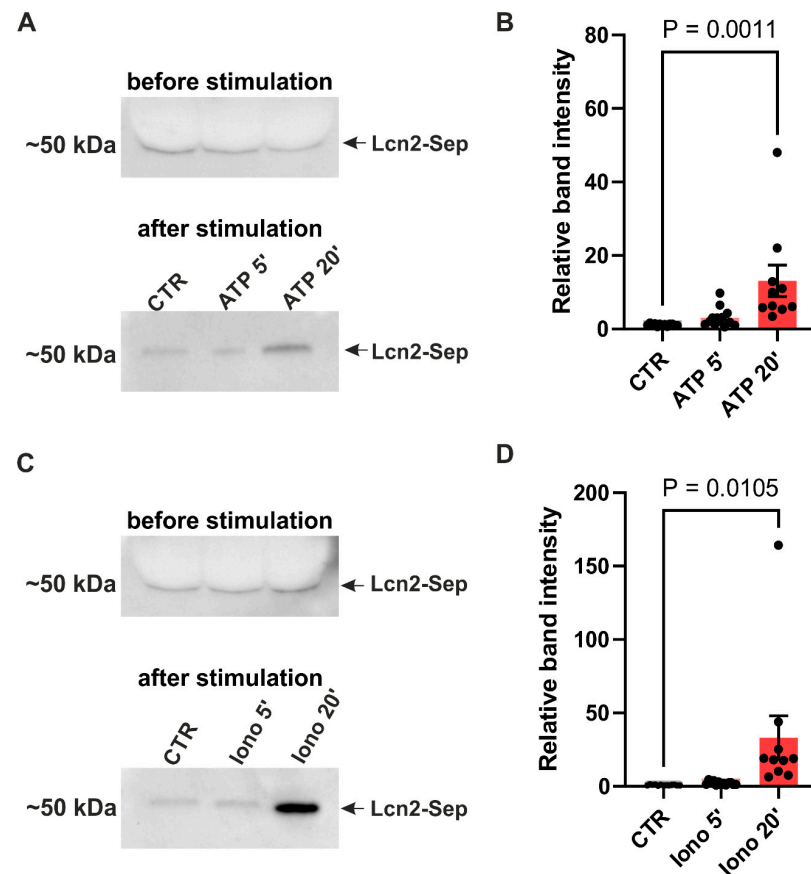 A
before stimulation
~50 kDa
Lcn2-Sep
after stimulation
CTR
ATP 5'
ATP 20'
~50 kDa
Lcn2-Sep
B
P = 0.0011
Relative band intensity
80
60
40
20
0
CTR
ATP 5'
ATP 20'
C
before stimulation
~50 kDa
Lcn2-Sep
after stimulation
CTR
Iono 5'
Iono 20'
~50 kDa
Lcn2-Sep
D
P = 0.0105
Relative band intensity
200
150
100
50
0
CTR
Iono 5'
Iono 20'